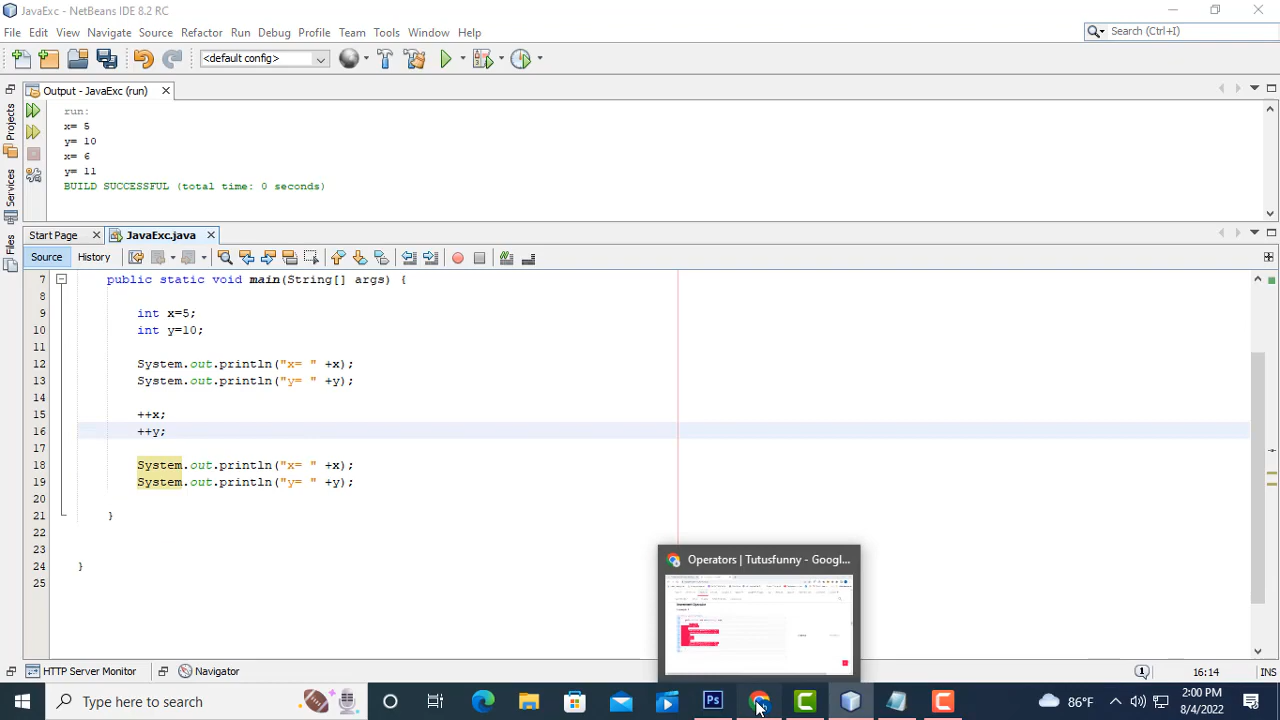 JavaExc - NetBeans IDE 8.2 RC
File Edit View Navigate Source Refactor Run Debug Profile Team Tools Window Help
Search (Ctrl+I)
<default config>
Output - JavaExc (run)
run:
x= 5
y= 10
x= 6
y= 11
BUILD SUCCESSFUL (total time: 0 seconds)
Projects
Services
Files
Start Page
JavaExc.java
Source History
7 public static void main(String[] args) {
8
9 int x=5;
10 int y=10;
11
12 System.out.println("x= " +x);
13 System.out.println("y= " +y);
14
15 ++x;
16 ++y;
17
18 System.out.println("x= " +x);
19 System.out.println("y= " +y);
20
21 }
22
23
24 }
25
Operators | Tutusfunny - Googl...
HTTP Server Monitor
Navigator
1
16:14 INS
Type here to search
Ps
86°F
2:00 PM
8/4/2022